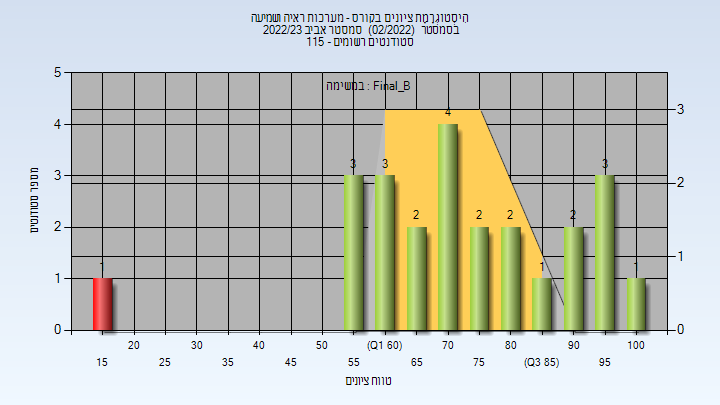 היסטוגרמת ציונים בקורס - מערכות ראיה ושמיעה
בסמסטר (02/2022) סמסטר אביב 2022/23
סטודנטים רשומים - 115
במשימה : Final_B
מספר סטודנטים
5
4
3
2
1
0
3
2
1
0
1
3
3
4
2
2
2
1
2
3
1
20 30 40 50 (Q1 60) 70 80 90 100
15 25 35 45 55 65 75 (Q3 85) 95
טווח ציונים